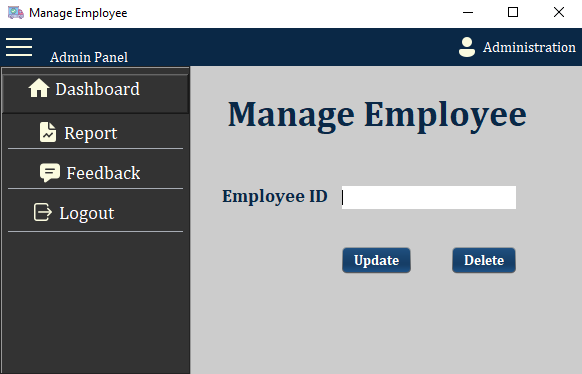 Manage Employee
Admin Panel
Administration
Dashboard
Report
Feedback
Logout
Manage Employee
Employee ID
Update Delete